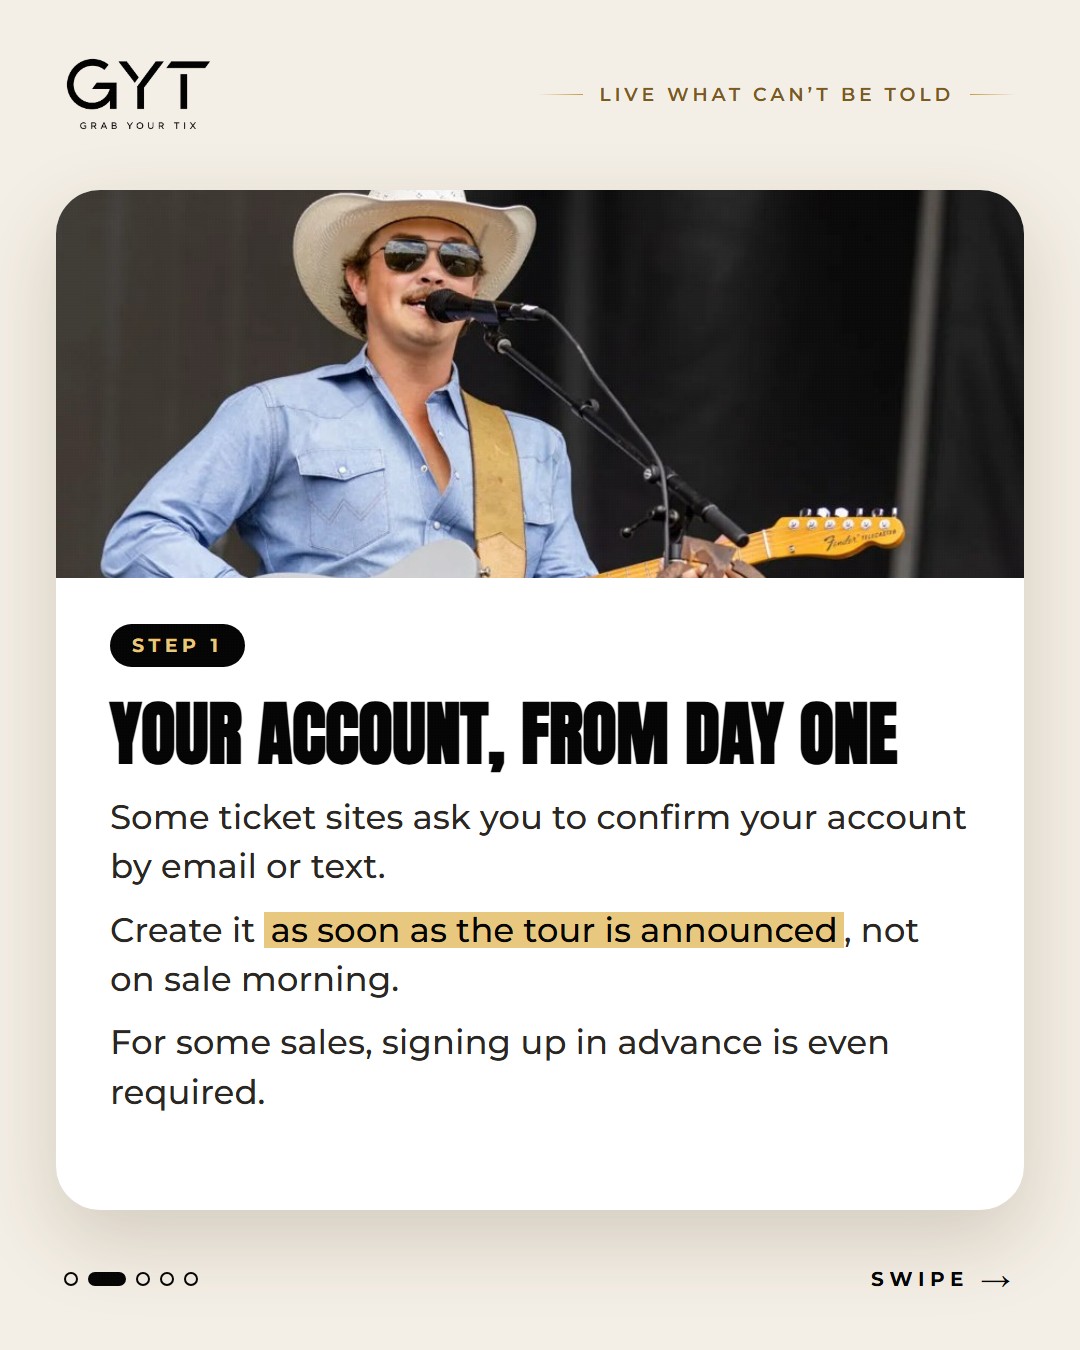 GYT
GRAB YOUR TIX
LIVE WHAT CAN’T BE TOLD
Fender TELECASTER
STEP 1
YOUR ACCOUNT, FROM DAY ONE
Some ticket sites ask you to confirm your account
by email or text.
Create it as soon as the tour is announced, not
on sale morning.
For some sales, signing up in advance is even
required.
SWIPE →